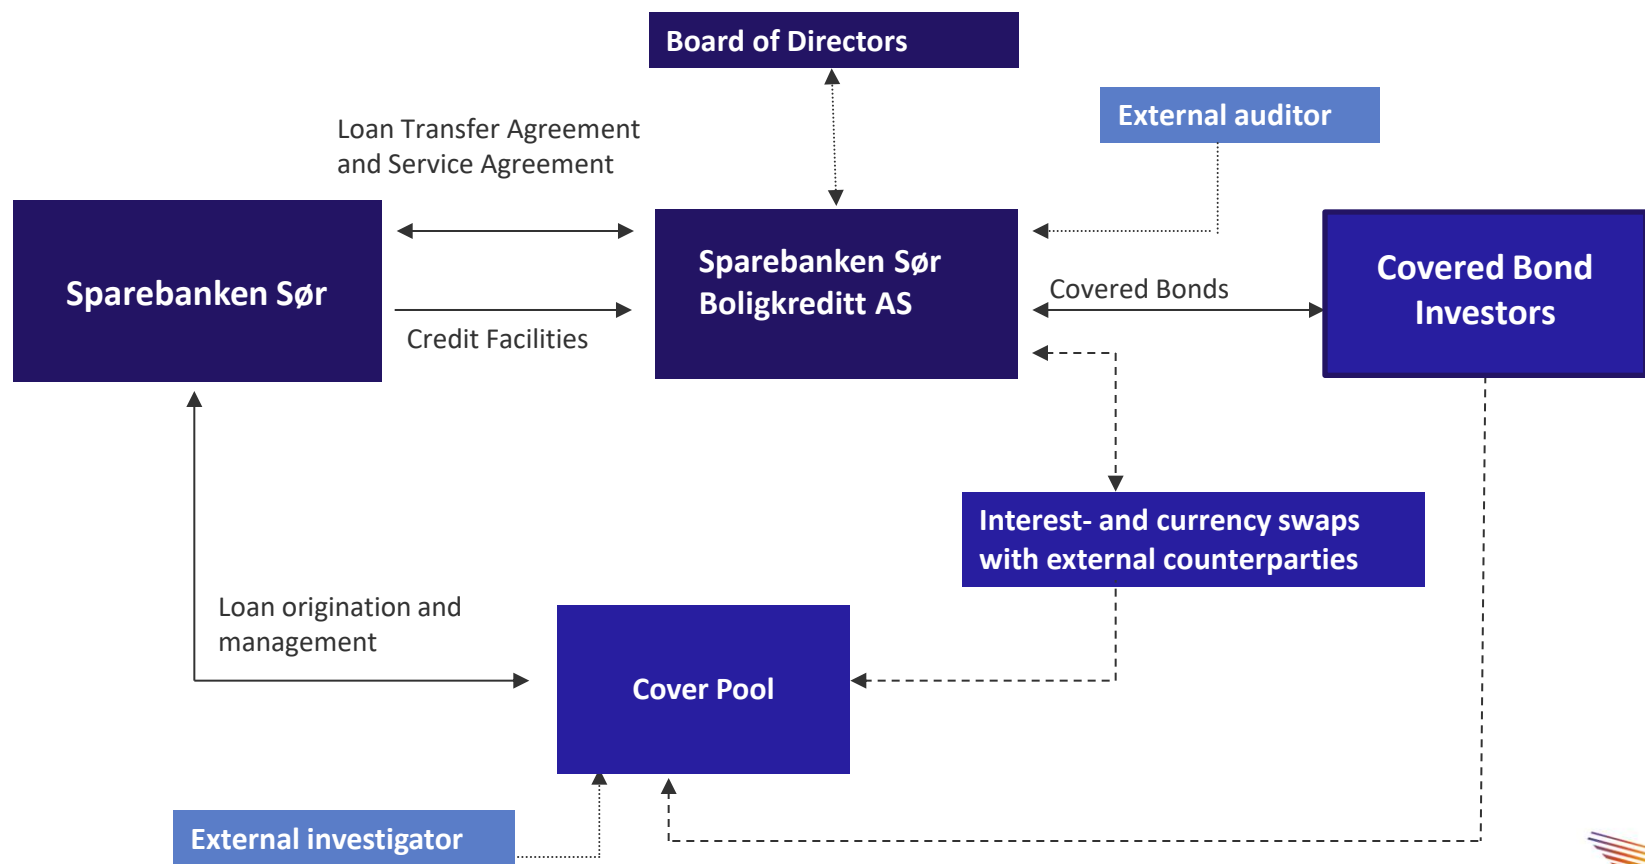 Board of Directors
External auditor
Loan Transfer Agreement
and Service Agreement
Sparebanken Sør
Sparebanken Sør
Boligkreditt AS
Covered Bond
Investors
Covered Bonds
Credit Facilities
Interest- and currency swaps
with external counterparties
Loan origination and
management
Cover Pool
External investigator